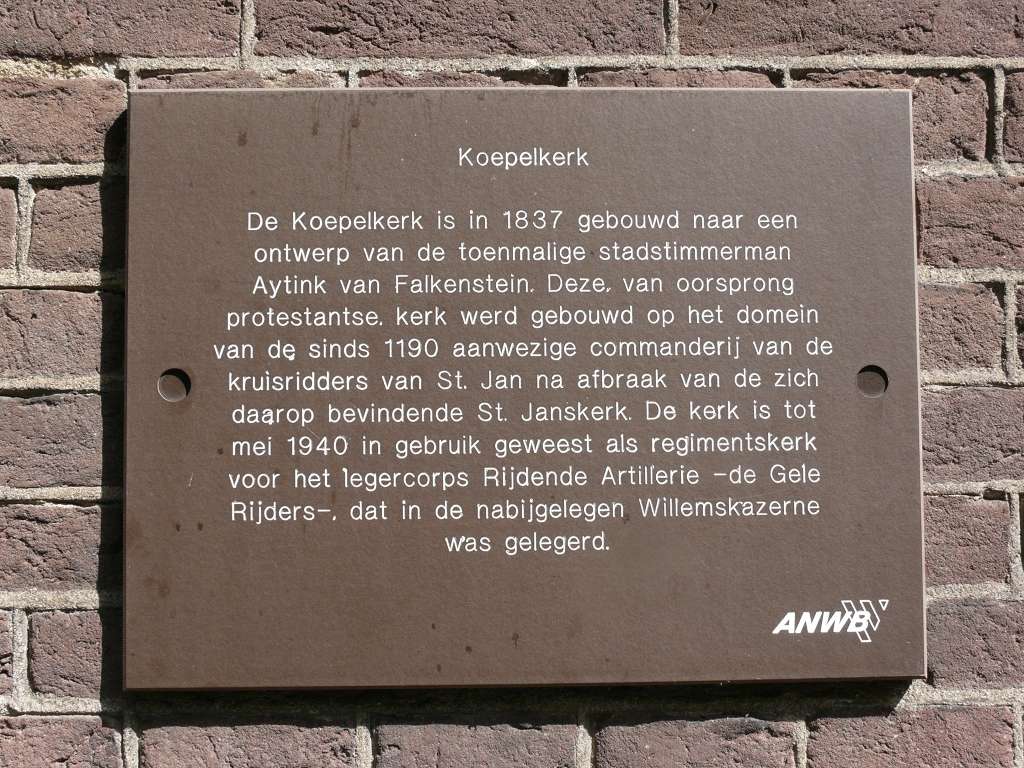 Koepelkerk
De Koepelkerk is in 1837 gebouwd naar een
ontwerp van de toenmalige stadstimmerman
Aytink van Falkenstein. Deze, van oorsprong
protestantse, kerk werd gebouwd op het domein
van de sinds 1190 aanwezige commanderij van de
kruisridders van St. Jan na afbraak van de zich
daarop bevindende St. Janskerk. De kerk is tot
mei 1940 in gebruik geweest als regimentskerk
voor het legercorps Rijdende Artillerie -de Gele
Rijders-, dat in de nabijgelegen Willemskazerne
was gelegerd.
ANWB